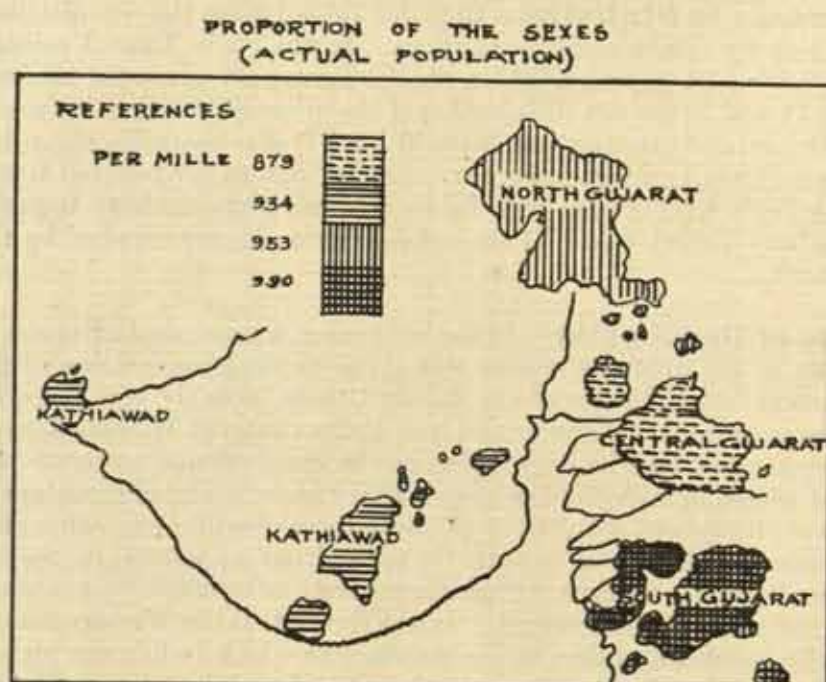 PROPORTION OF THE SEXES
(ACTUAL POPULATION)
REFERENCES
PER MILLE 879
934
953
990
NORTH GUJARAT
KATHIAWAD
CENTRAL GUJARAT
KATHIAWAD
SOUTH GUJARAT